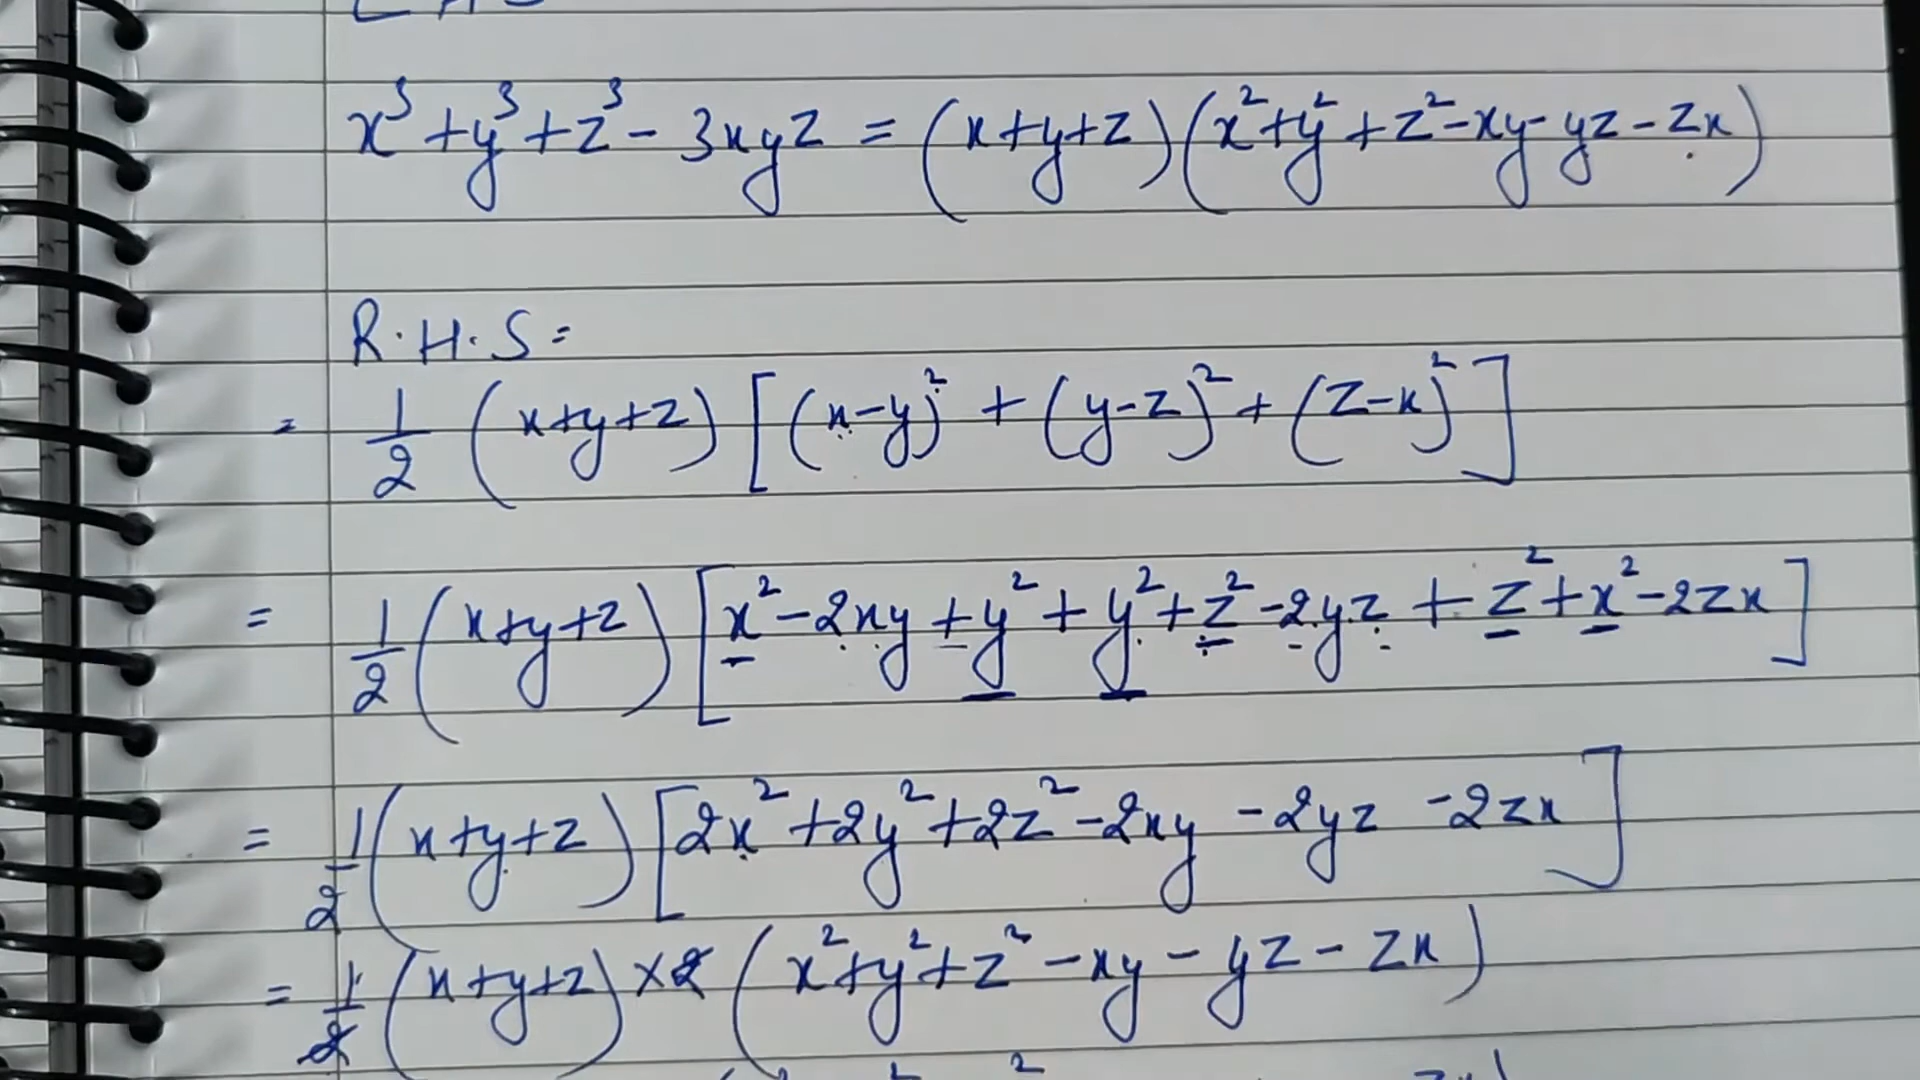 x³ + y³ + z³ - 3xyz = (x+y+z)(x²+y²+z²-xy-yz-zx)
R.H.S =
= 1/2 (x+y+z) [(x-y)² + (y-z)² + (z-x)²]
= 1/2 (x+y+z) [x² - 2xy + y² + y² + z² - 2yz + z² + x² - 2zx]
= 1/2 (x+y+z) [2x² + 2y² + 2z² - 2xy - 2yz - 2zx]
= 1/2 (x+y+z) × 2 (x² + y² + z² - xy - yz - zx)